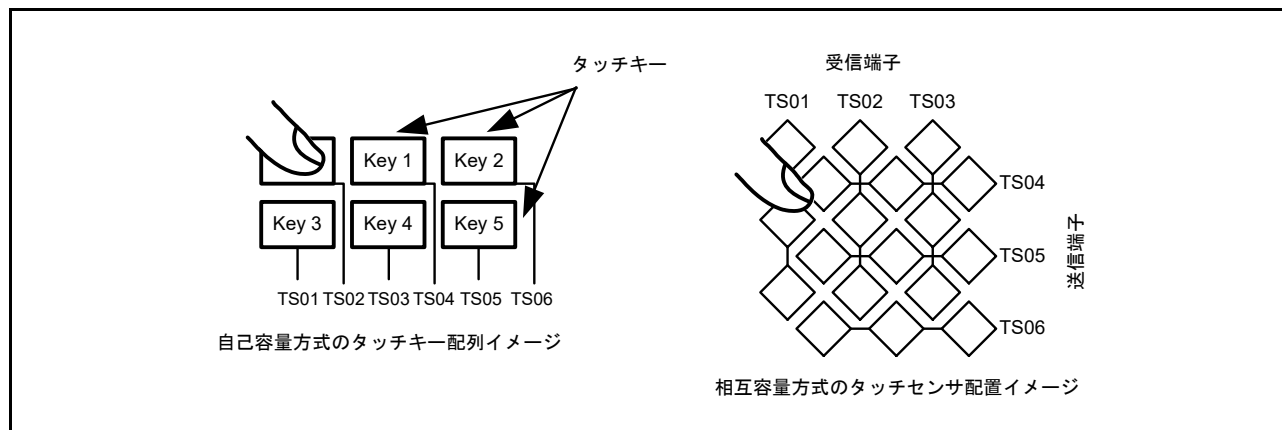 タッチキー
Key 1
Key 2
Key 3
Key 4
Key 5
TS01 TS02 TS03 TS04 TS05 TS06
自己容量方式のタッチキー配列イメージ
受信端子
TS01 TS02 TS03
TS04
TS05
TS06
送信端子
相互容量方式のタッチセンサ配置イメージ